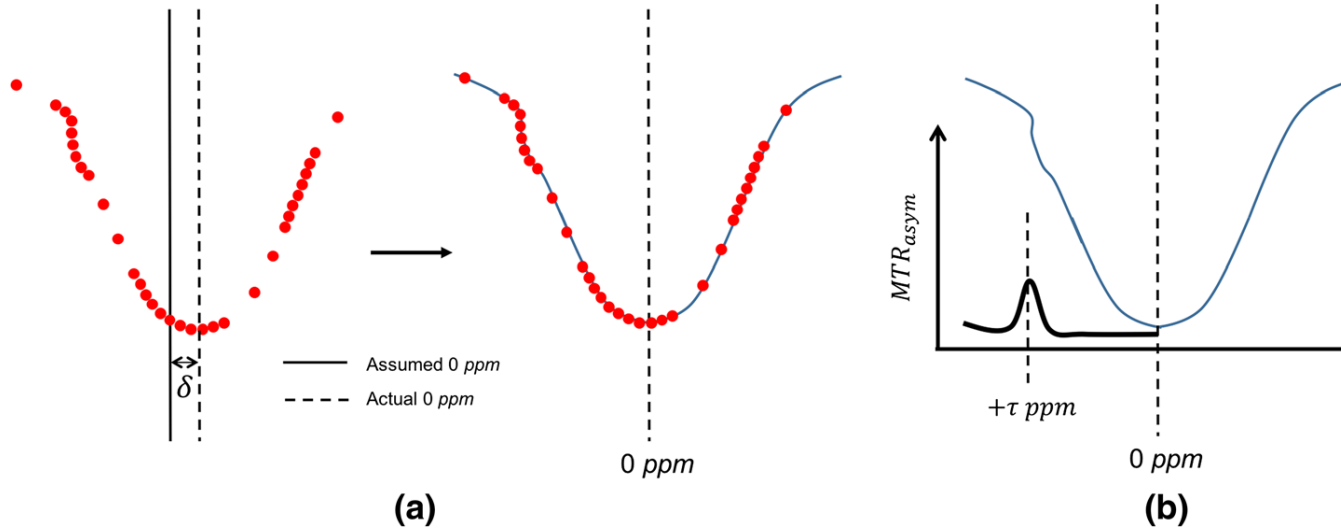 δ
Assumed 0 ppm
Actual 0 ppm
0 ppm
(a)
MTR_asym
+τ ppm
0 ppm
(b)